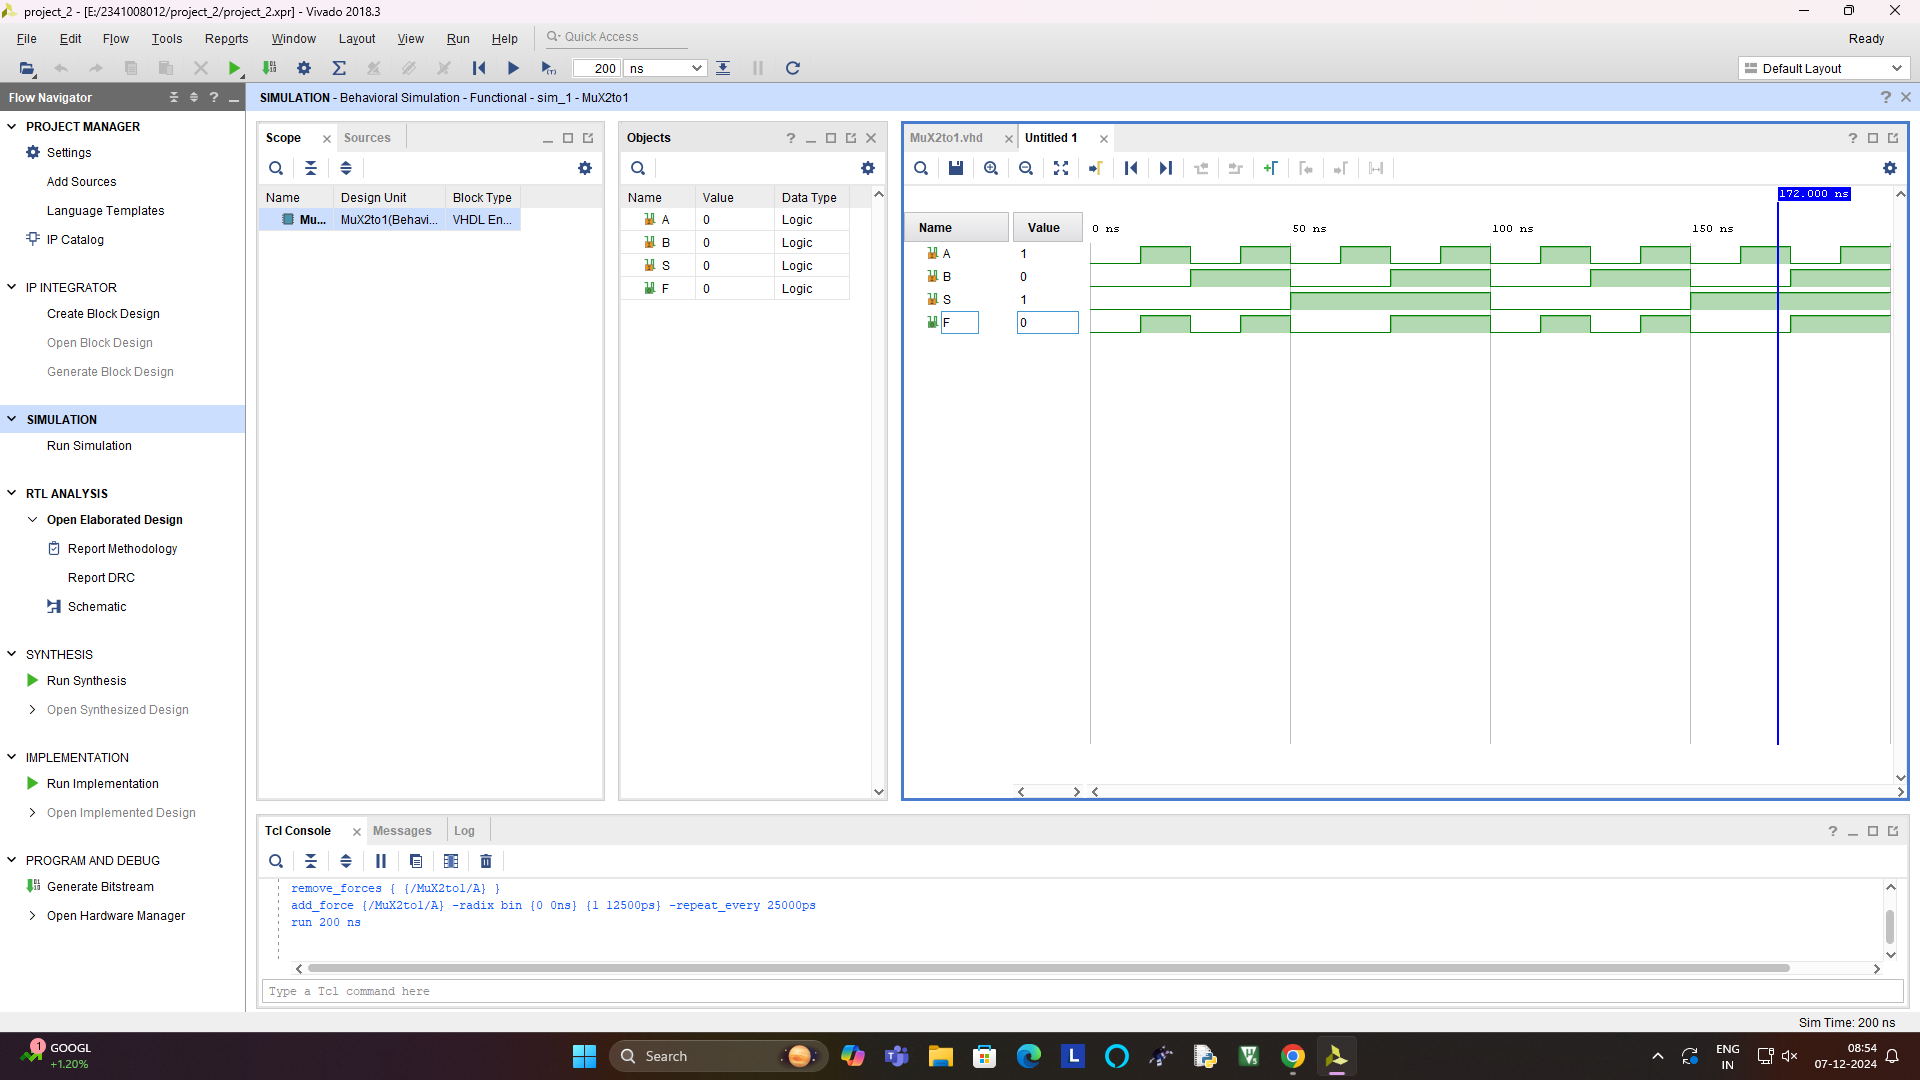 project_2 - [E:/2341008012/project_2/project_2.xpr] - Vivado 2018.3
File Edit Flow Tools Reports Window Layout View Run Help Quick Access Ready
200 ns Default Layout
Flow Navigator
SIMULATION - Behavioral Simulation - Functional - sim_1 - MuX2to1
PROJECT MANAGER
Settings
Add Sources
Language Templates
IP Catalog
IP INTEGRATOR
Create Block Design
Open Block Design
Generate Block Design
SIMULATION
Run Simulation
RTL ANALYSIS
Open Elaborated Design
Report Methodology
Report DRC
Schematic
SYNTHESIS
Run Synthesis
Open Synthesized Design
IMPLEMENTATION
Run Implementation
Open Implemented Design
PROGRAM AND DEBUG
Generate Bitstream
Open Hardware Manager
Scope Sources
Name Design Unit Block Type
Mu... MuX2to1(Behavi... VHDL En...
Objects
Name Value Data Type
A 0 Logic
B 0 Logic
S 0 Logic
F 0 Logic
MuX2to1.vhd Untitled 1
172.000 ns
Name Value 0 ns 50 ns 100 ns 150 ns
A 1
B 0
S 1
F 0
Tcl Console Messages Log
remove_forces { {/MuX2to1/A} }
add_force {/MuX2to1/A} -radix bin {0 0ns} {1 12500ps} -repeat_every 25000ps
run 200 ns
Type a Tcl command here
Sim Time: 200 ns
1 GOOGL
+1.20%
Search
L
ENG
IN
08:54
07-12-2024